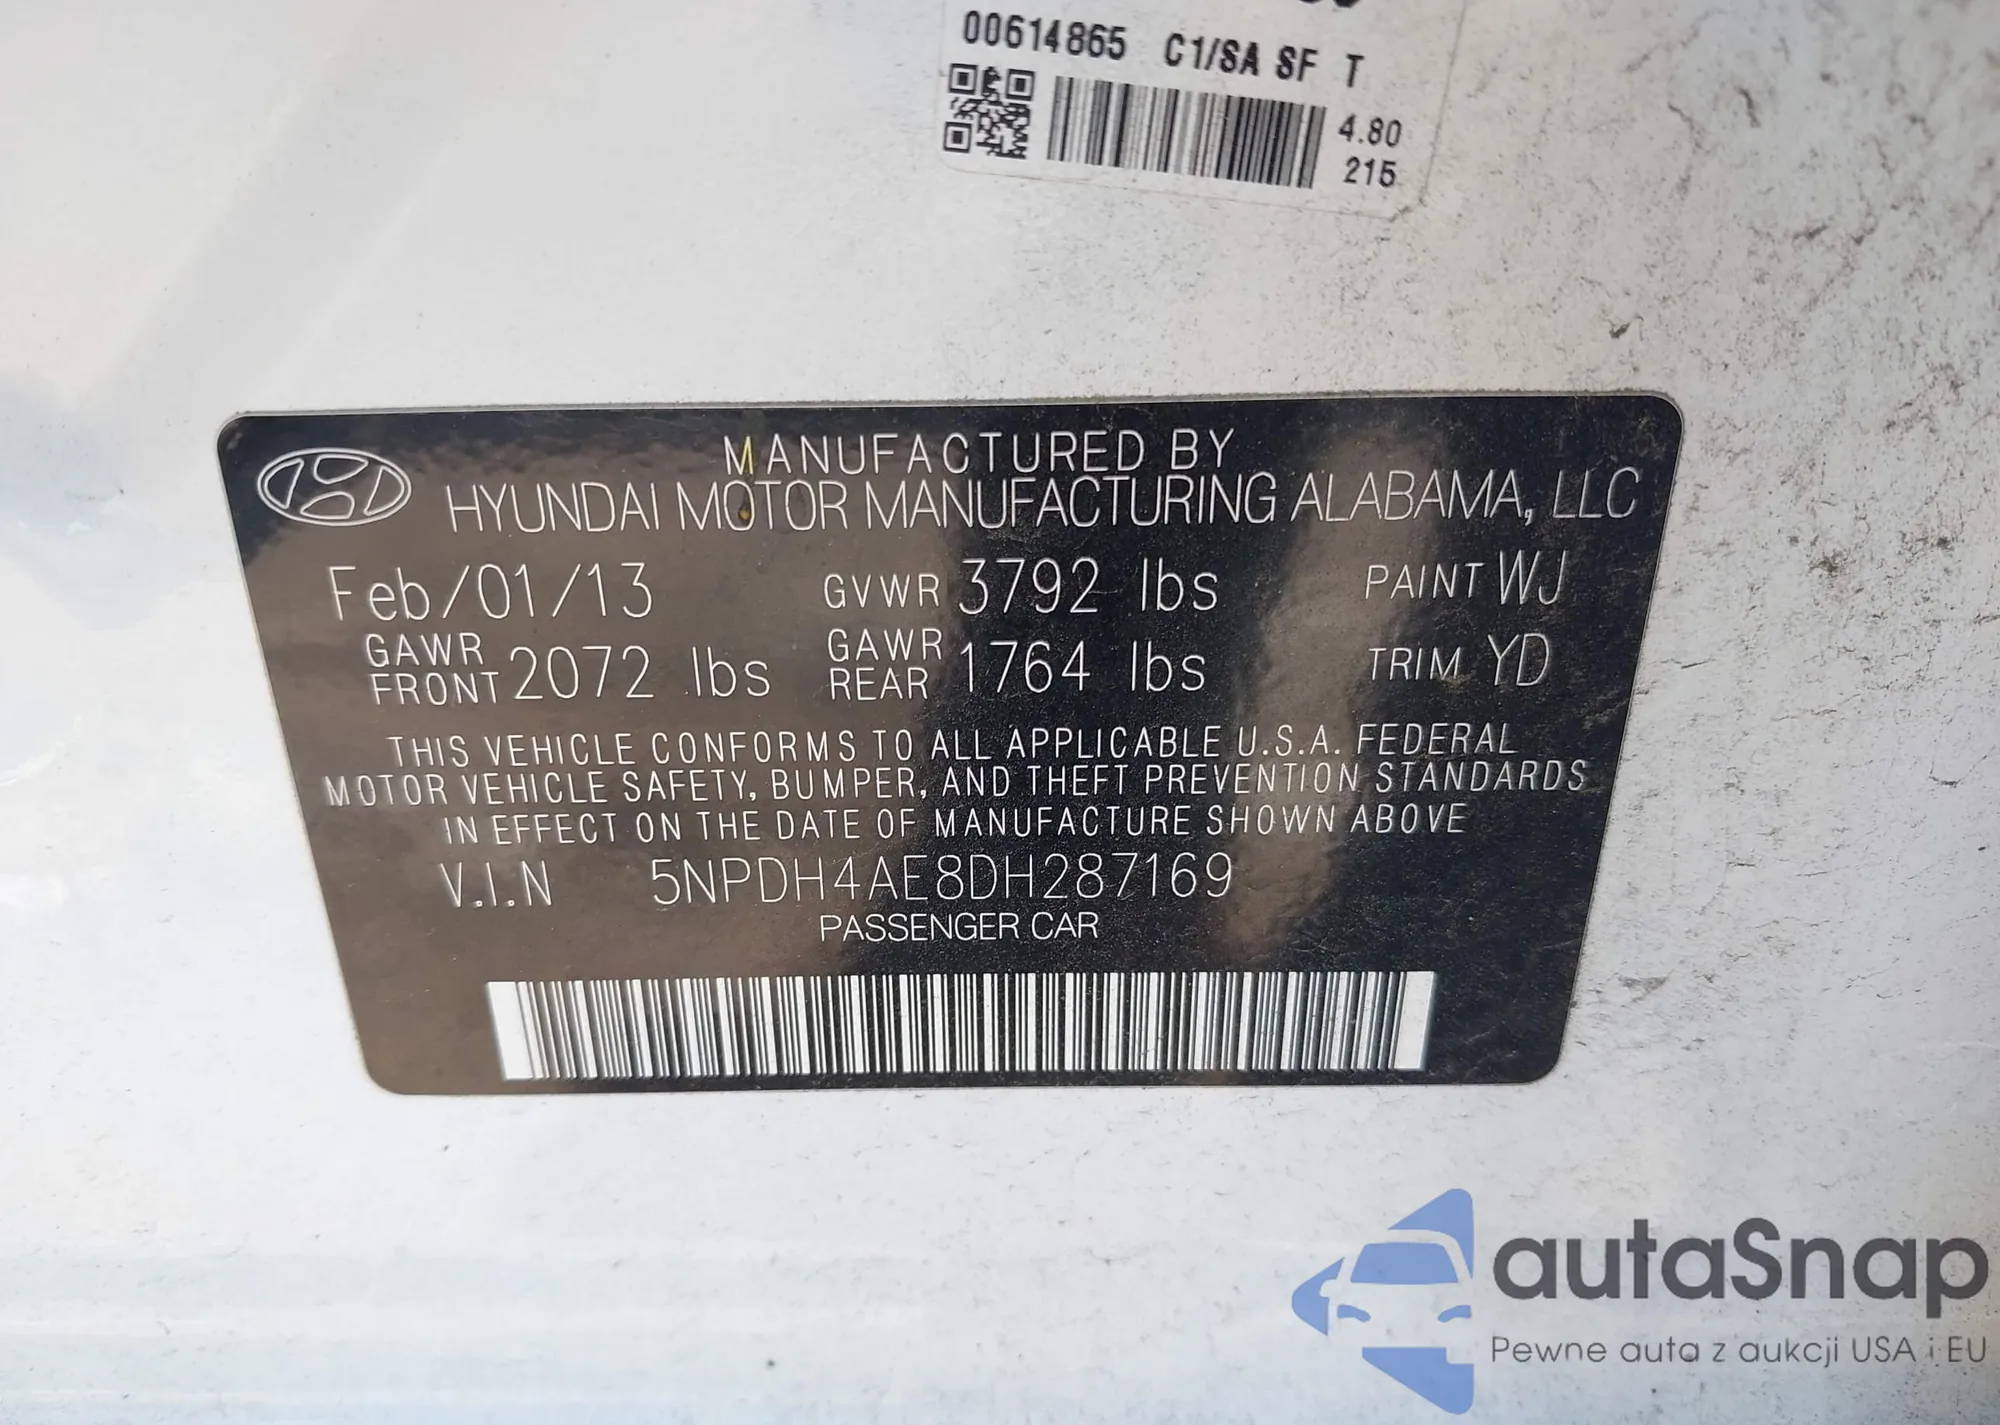 00614865 C1/SA SF T
4.80
215
MANUFACTURED BY
HYUNDAI MOTOR MANUFACTURING ALABAMA, LLC
Feb/01/13 GVWR 3792 lbs PAINT WJ
GAWR FRONT 2072 lbs GAWR REAR 1764 lbs TRIM YD
THIS VEHICLE CONFORMS TO ALL APPLICABLE U.S.A. FEDERAL
MOTOR VEHICLE SAFETY, BUMPER, AND THEFT PREVENTION STANDARDS
IN EFFECT ON THE DATE OF MANUFACTURE SHOWN ABOVE
V.I.N 5NPDH4AE8DH287169
PASSENGER CAR
autaSnap
Pewne auta z aukcji USA i EU